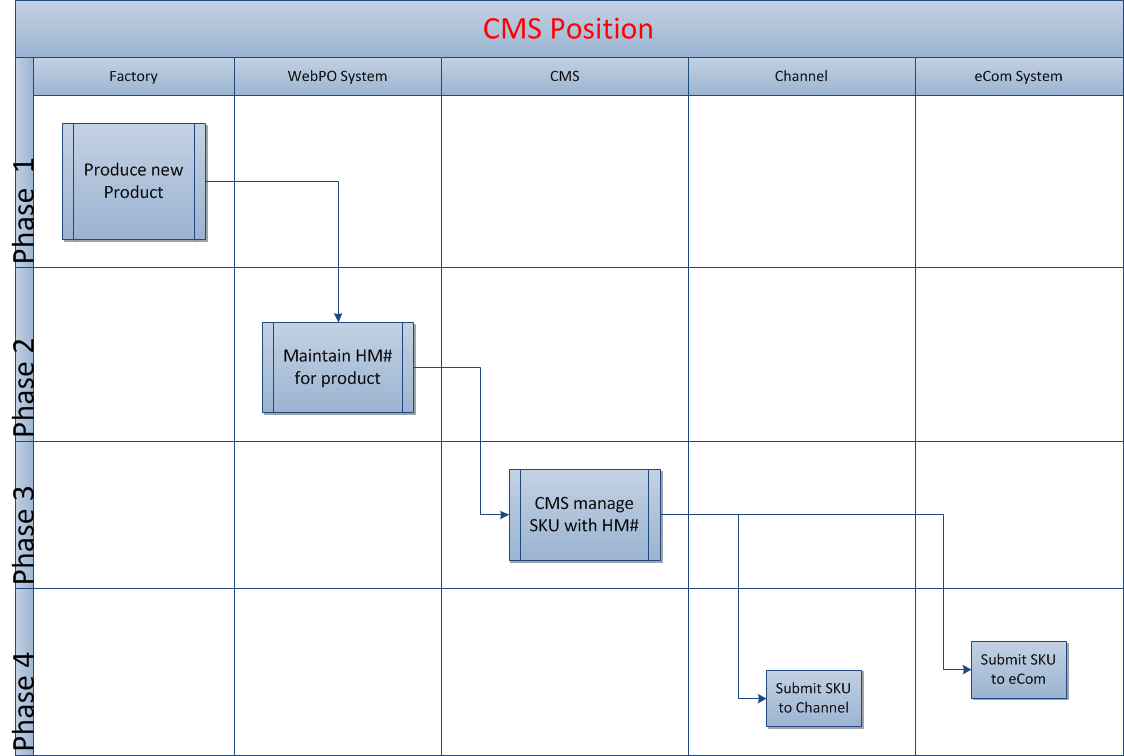 CMS Position
Factory
WebPO System
CMS
Channel
eCom System
Phase 1
Produce new
Product
Phase 2
Maintain HM#
for product
Phase 3
CMS manage
SKU with HM#
Phase 4
Submit SKU
to Channel
Submit SKU
to eCom